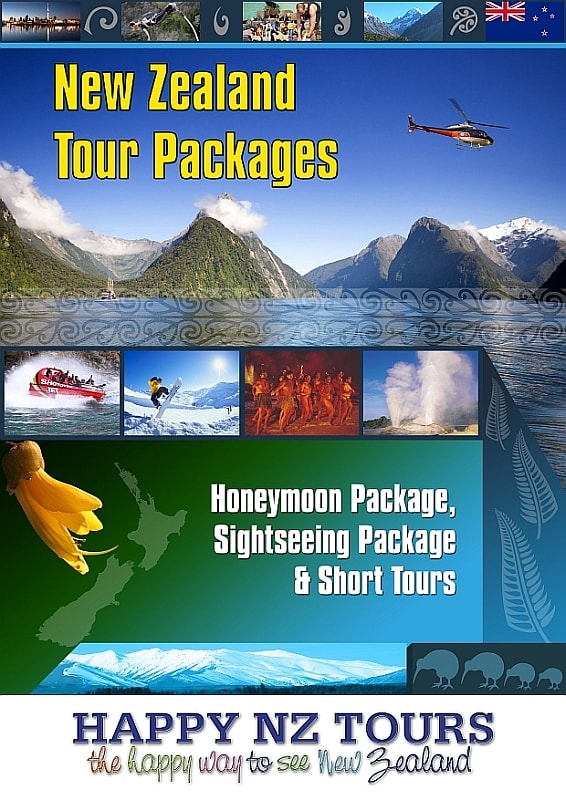 New Zealand
Tour Packages
Honeymoon Package,
Sightseeing Package
& Short Tours
HAPPY NZ TOURS
the happy way to see New Zealand